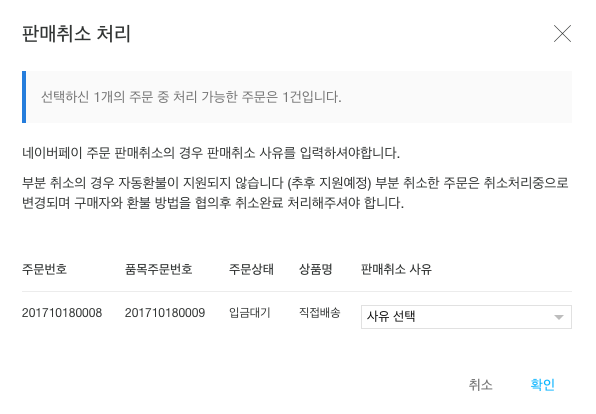 판매취소 처리
선택하신 1개의 주문 중 처리 가능한 주문은 1건입니다.
네이버페이 주문 판매취소의 경우 판매취소 사유를 입력하셔야합니다.
부분 취소의 경우 자동환불이 지원되지 않습니다 (추후 지원예정) 부분 취소한 주문은 취소처리중으로
변경되며 구매자와 환불 방법을 협의후 취소완료 처리해주셔야 합니다.
주문번호 품목주문번호 주문상태 상품명 판매취소 사유
201710180008 201710180009 입금대기 직접배송 사유 선택
취소 확인